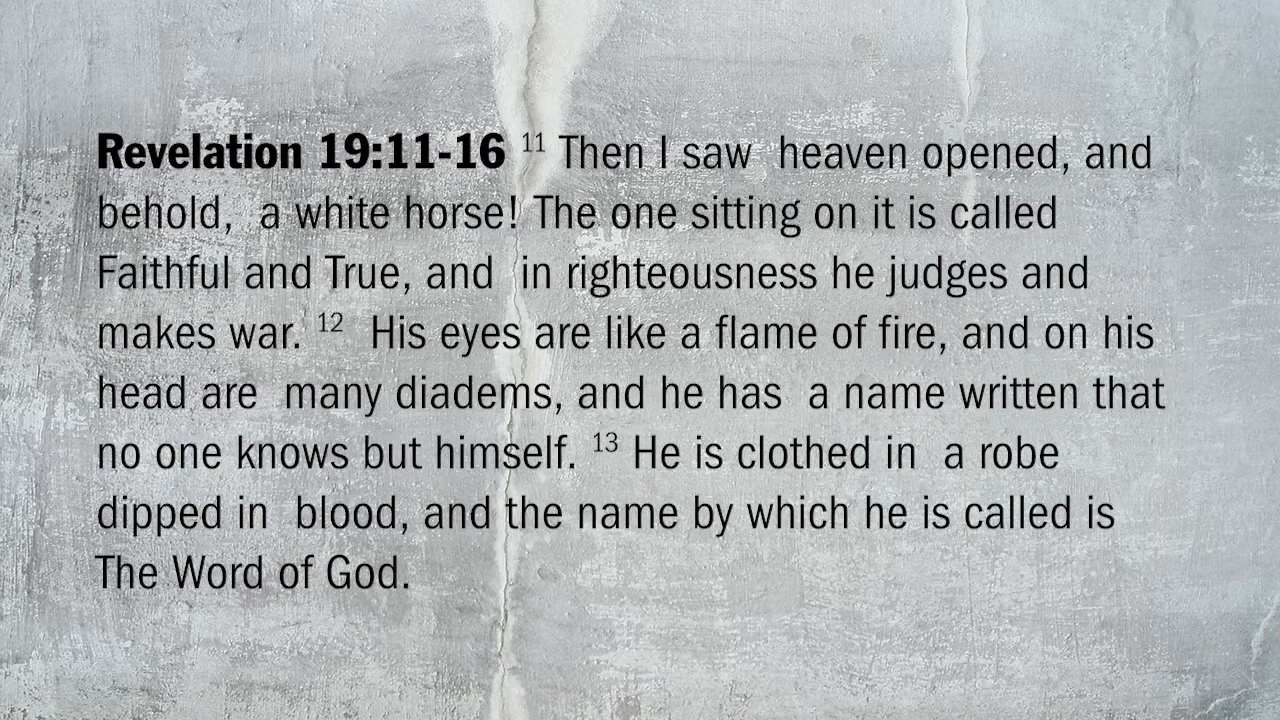 Revelation 19:11-16 11 Then I saw  heaven opened, and
behold,  a white horse! The one sitting on it is called
Faithful and True, and  in righteousness he judges and
makes war. 12  His eyes are like a flame of fire, and on his
head are  many diadems, and he has  a name written that
no one knows but himself. 13 He is clothed in  a robe
dipped in  blood, and the name by which he is called is
The Word of God.